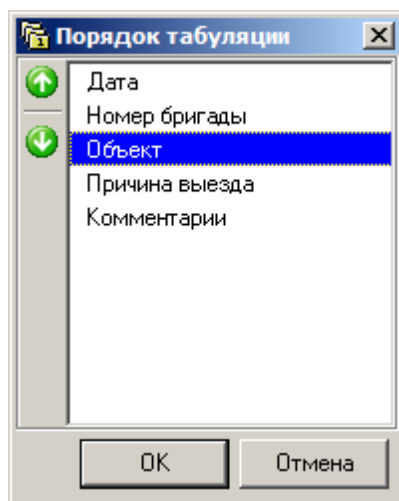 Порядок табуляции
Дата
Номер бригады
Объект
Причина выезда
Комментарии
OK
Отмена